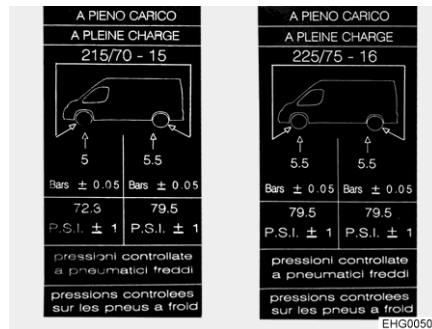 A PIENO CARICO
A PLEINE CHARGE
215/70 - 15
5 5.5
Bars ± 0.05 Bars ± 0.05
72.3 79.5
P.S.I. ± 1 P.S.I. ± 1
pressioni controllate
a pneumatici freddi
pressions controlees
sur les pneus a froid
A PIENO CARICO
A PLEINE CHARGE
225/75 - 16
5.5 5.5
Bars ± 0.05 Bars ± 0.05
79.5 79.5
P.S.I. ± 1 P.S.I. ± 1
pressioni controllate
a pneumatici freddi
pressions controlees
sur les pneus a froid
EHG0050